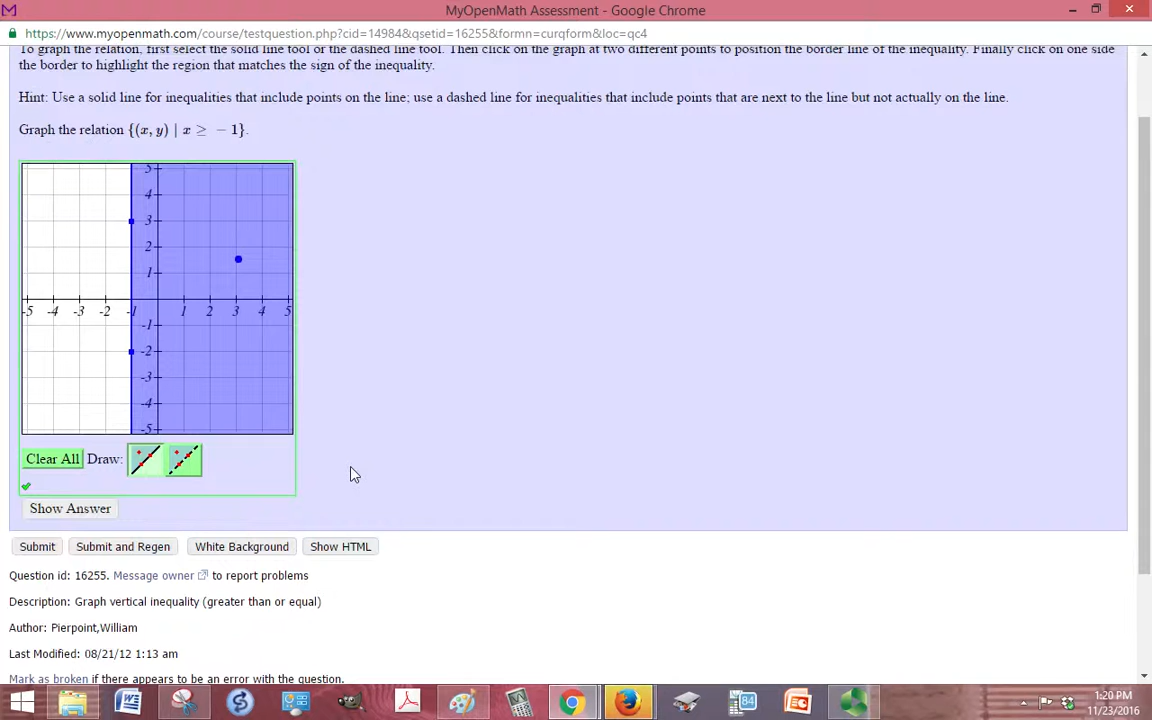 MyOpenMath Assessment - Google Chrome
https://www.myopenmath.com/course/testquestion.php?cid=14984&qsetid=16255&formn=curqform&loc=qc4
To graph the relation, first select the solid line tool or the dashed line tool. Then click on the graph at two different points to position the border line of the inequality. Finally click on one side
the border to highlight the region that matches the sign of the inequality.
Hint: Use a solid line for inequalities that include points on the line; use a dashed line for inequalities that include points that are next to the line but not actually on the line.
Graph the relation {(x, y) | x ≥ − 1}.
5
4
3
2
1
-5 -4 -3 -2 -1 1 2 3 4 5
-1
-2
-3
-4
-5
Clear All Draw:
Show Answer
Submit Submit and Regen White Background Show HTML
Question id: 16255. Message owner to report problems
Description: Graph vertical inequality (greater than or equal)
Author: Pierpoint,William
Last Modified: 08/21/12 1:13 am
Mark as broken if there appears to be an error with the question.
84
1:20 PM
11/23/2016